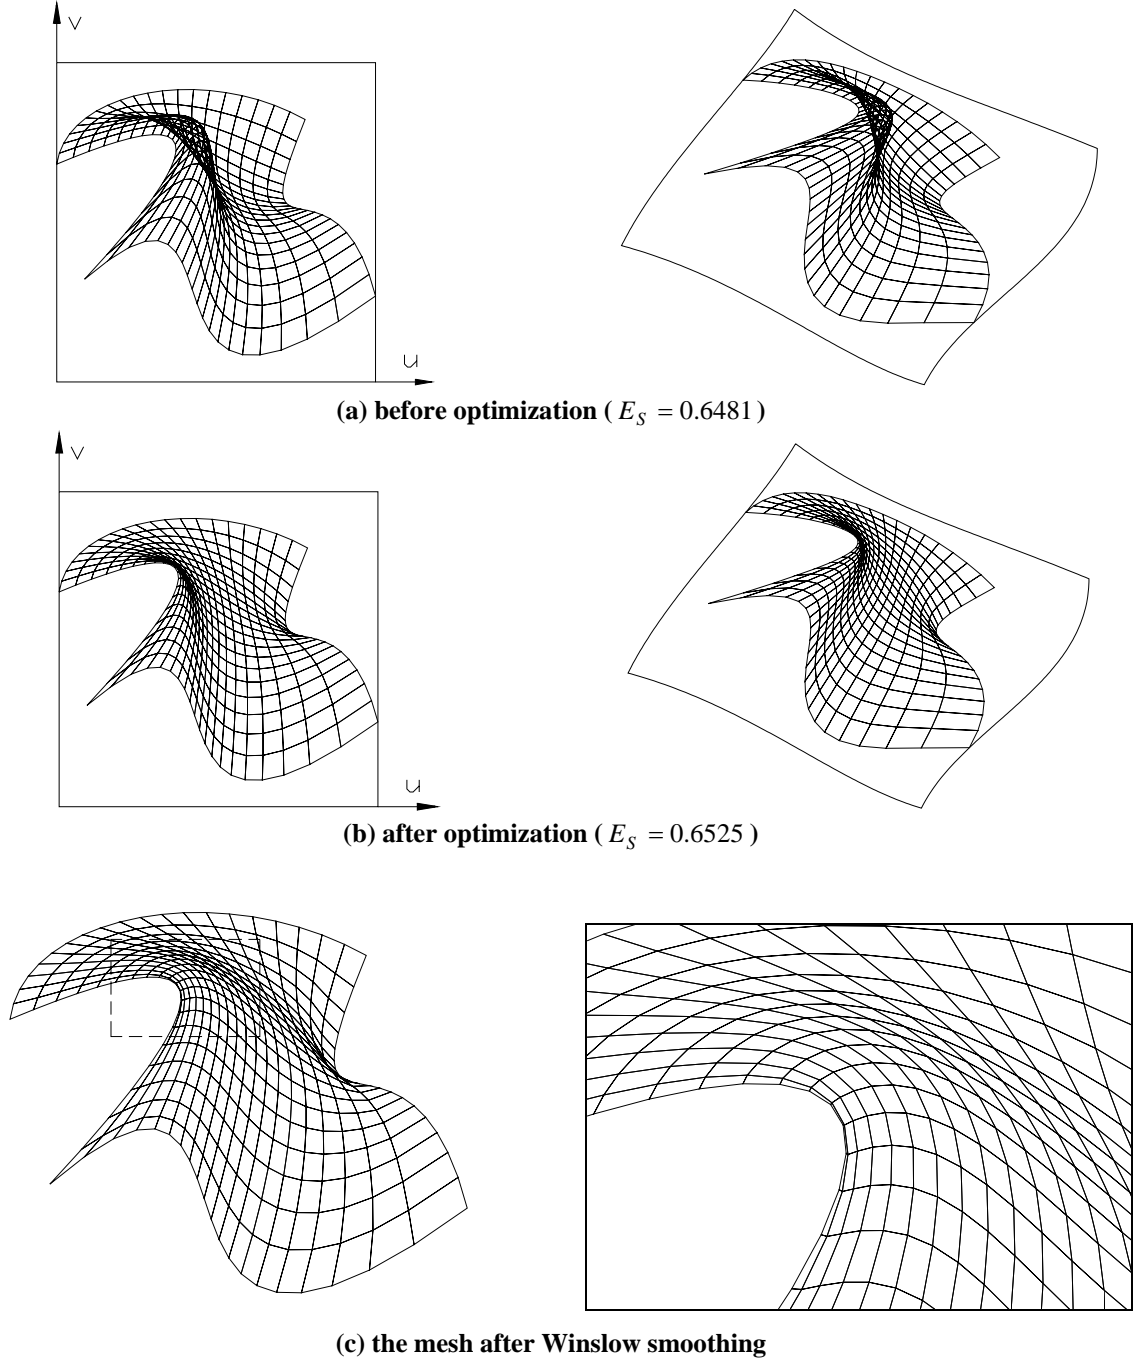 v
u
(a) before optimization ( E_S = 0.6481 )
v
u
(b) after optimization ( E_S = 0.6525 )
(c) the mesh after Winslow smoothing